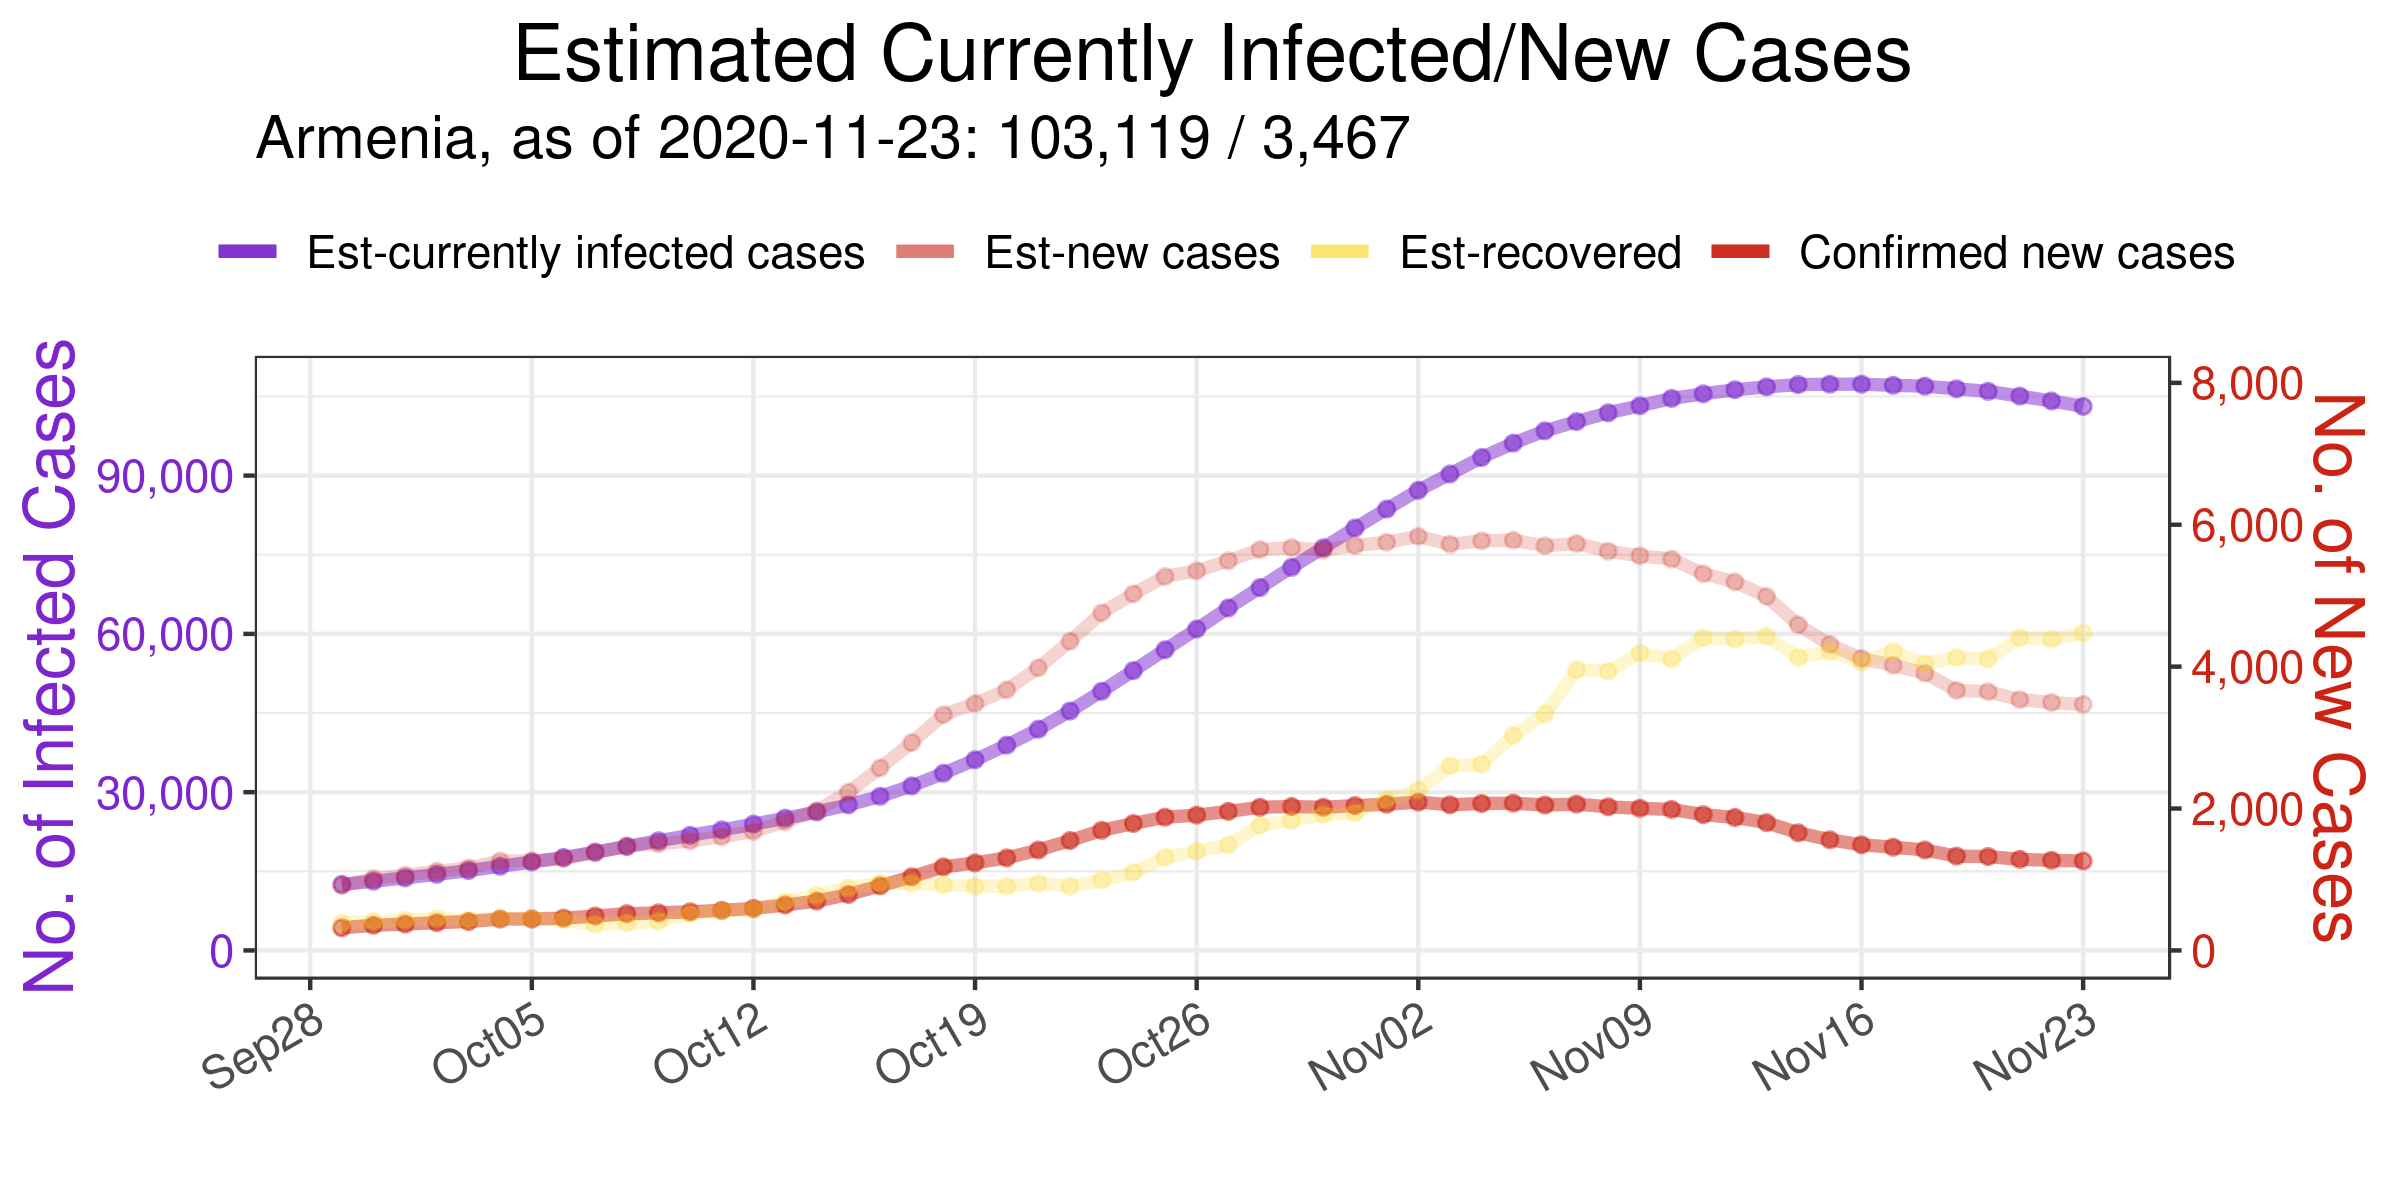 Estimated Currently Infected/New Cases
Armenia, as of 2020-11-23: 103,119 / 3,467
Est-currently infected cases Est-new cases Est-recovered Confirmed new cases
No. of Infected Cases
90,000
60,000
30,000
0
8,000
6,000
4,000
2,000
0
No. of New Cases
Sep28 Oct05 Oct12 Oct19 Oct26 Nov02 Nov09 Nov16 Nov23